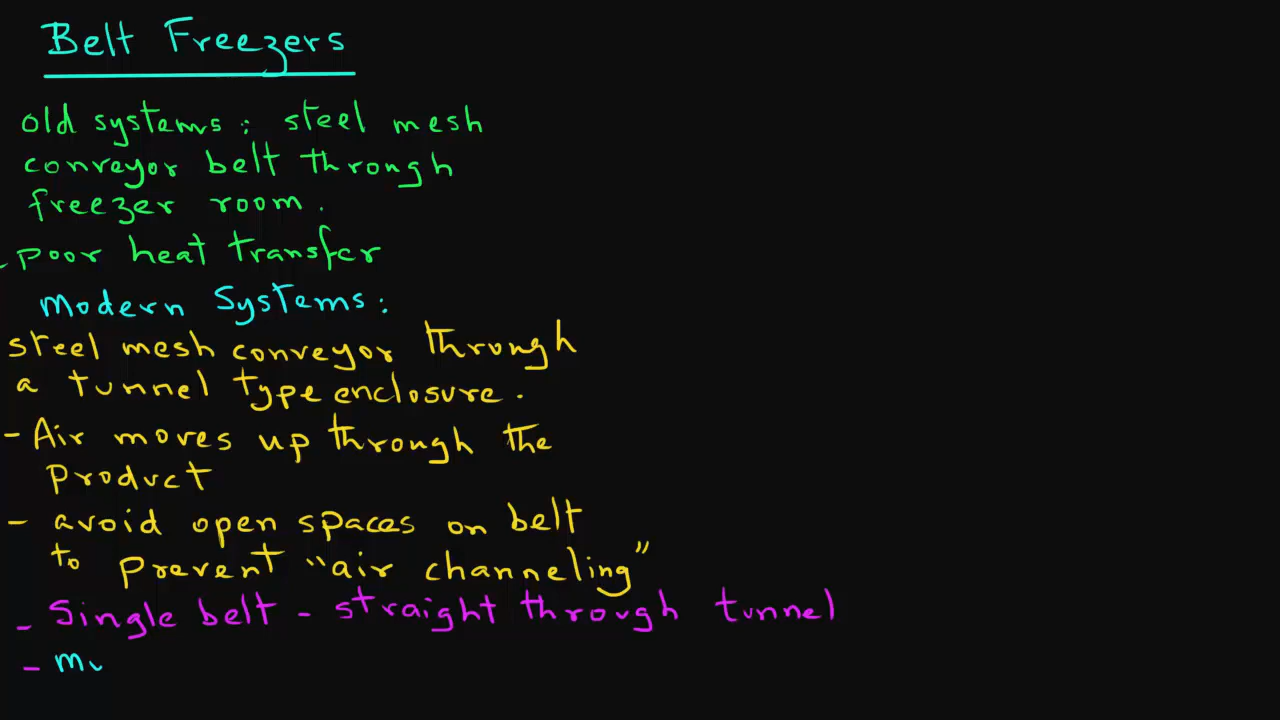 Belt Freezers
old systems: steel mesh
conveyor belt through
freezer room.
- poor heat transfer
Modern Systems:
steel mesh conveyor through
a tunnel type enclosure.
- Air moves up through the
product
- avoid open spaces on belt
to prevent "air channeling"
- Single belt - straight through tunnel
- mu